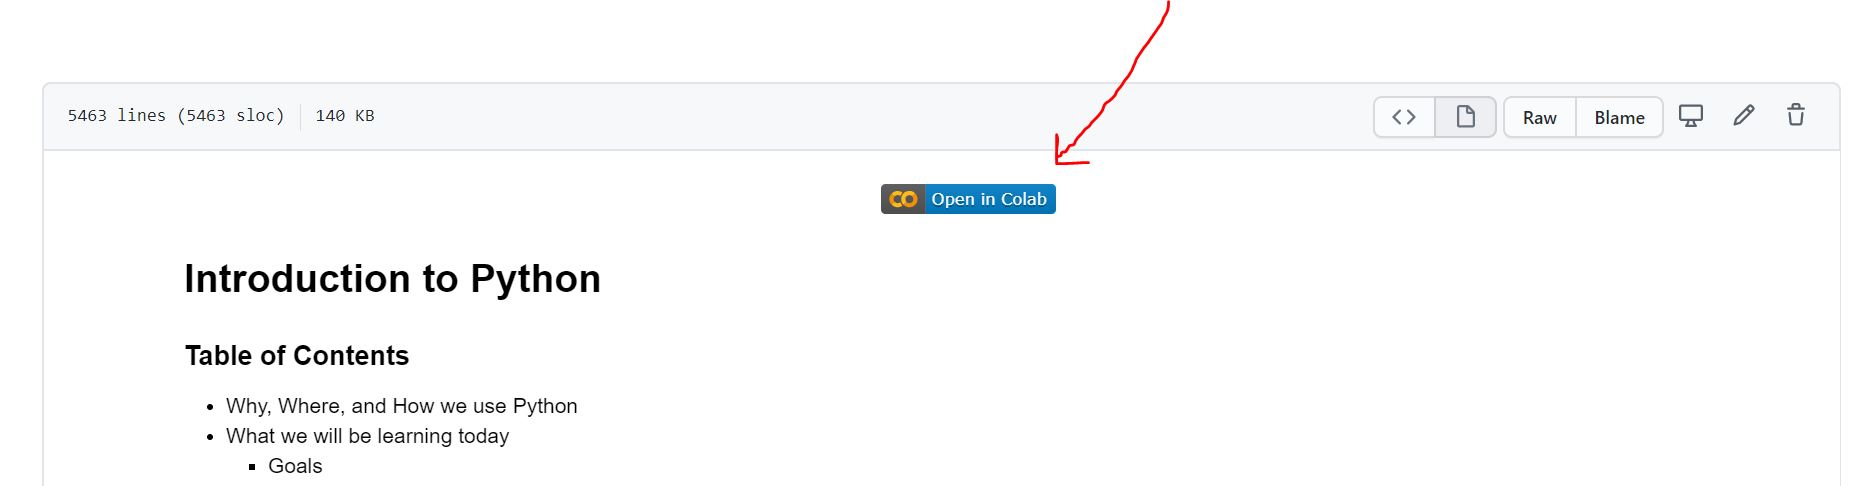 5463 lines (5463 sloc) 140 KB Raw Blame
CO Open in Colab
Introduction to Python
Table of Contents
Why, Where, and How we use Python
What we will be learning today
Goals